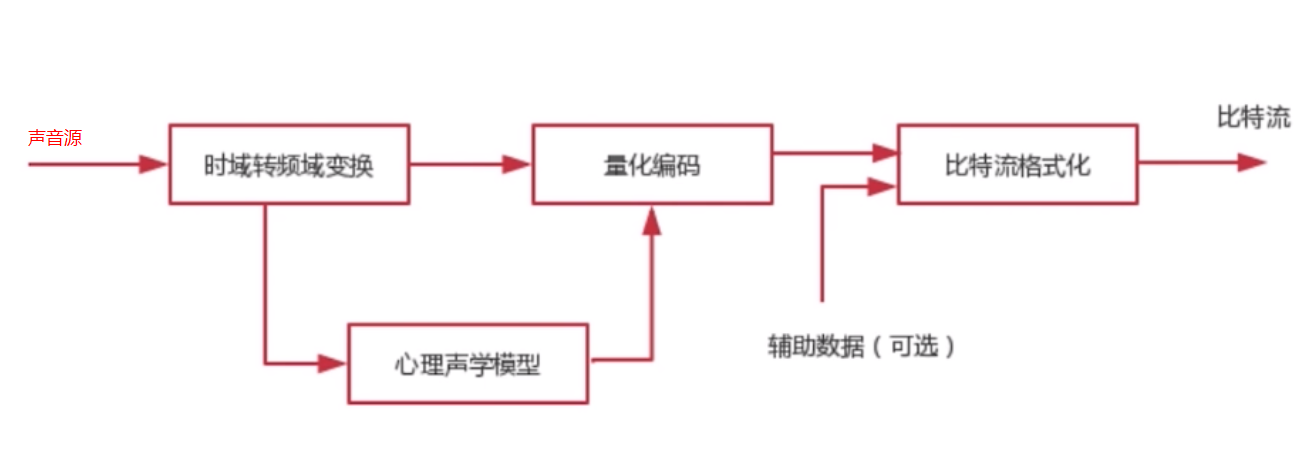 声音源
时域转频域变换
量化编码
比特流格式化
比特流
心理声学模型
辅助数据（可选）